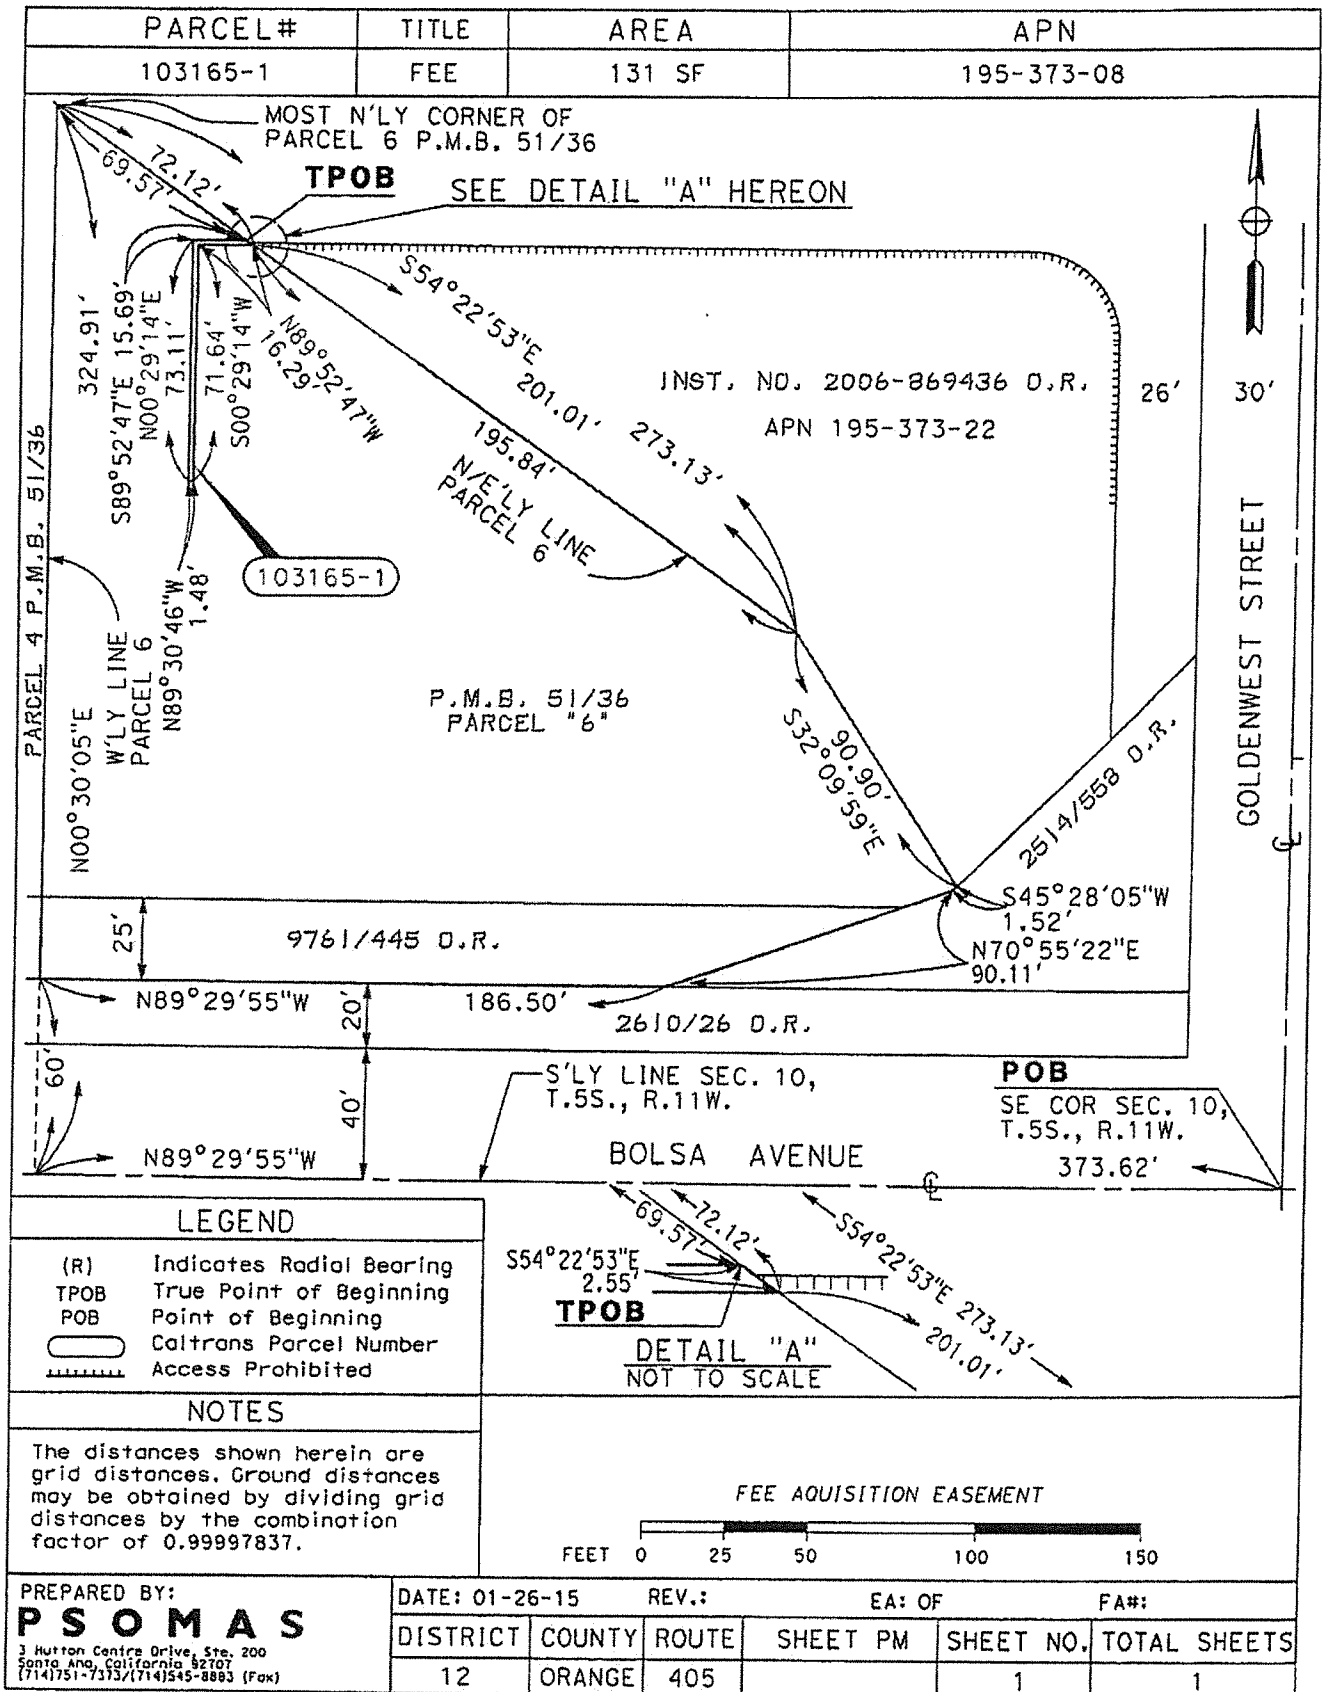 PARCEL# TITLE AREA APN
103165-1 FEE 131 SF 195-373-08
MOST N'LY CORNER OF
PARCEL 6 P.M.B. 51/36
72.12'
69.57'
TPOB
SEE DETAIL "A" HEREON
324.91'
S89°52'47"E 15.69'
N00°29'14"E
73.11'
71.64'
S00°29'14"W
N89°52'47"W
16.29'
S54°22'53"E
201.01'
273.13'
195.84'
N/E'LY LINE
PARCEL 6
INST. NO. 2006-869436 O.R.
APN 195-373-22
26'
30'
GOLDENWEST STREET
PARCEL 4 P.M.B. 51/36
103165-1
N89°30'46"W
1.48'
W'LY LINE
PARCEL 6
N00°30'05"E
P.M.B. 51/36
PARCEL "6"
90.90'
S32°09'59"E
2514/558 O.R.
S45°28'05"W
1.52'
N70°55'22"E
90.11'
25'
9761/445 O.R.
N89°29'55"W
186.50'
20'
2610/26 O.R.
60'
40'
S'LY LINE SEC. 10,
T.5S., R.11W.
POB
SE COR SEC. 10,
T.5S., R.11W.
373.62'
N89°29'55"W
BOLSA AVENUE
LEGEND
(R) Indicates Radial Bearing
TPOB True Point of Beginning
POB Point of Beginning
Caltrans Parcel Number
Access Prohibited
69.57'
72.12'
S54°22'53"E 273.13'
S54°22'53"E
2.55'
TPOB
201.01'
DETAIL "A"
NOT TO SCALE
NOTES
The distances shown herein are
grid distances. Ground distances
may be obtained by dividing grid
distances by the combination
factor of 0.99997837.
FEE AQUISITION EASEMENT
FEET 0 25 50 100 150
PREPARED BY:
PSOMAS
3 Hutton Centre Drive, Ste. 200
Santa Ana, California 92707
(714)751-7373/(714)545-8883 (Fax)
DATE: 01-26-15 REV.: EA: OF FA#:
DISTRICT COUNTY ROUTE SHEET PM SHEET NO. TOTAL SHEETS
12 ORANGE 405 1 1